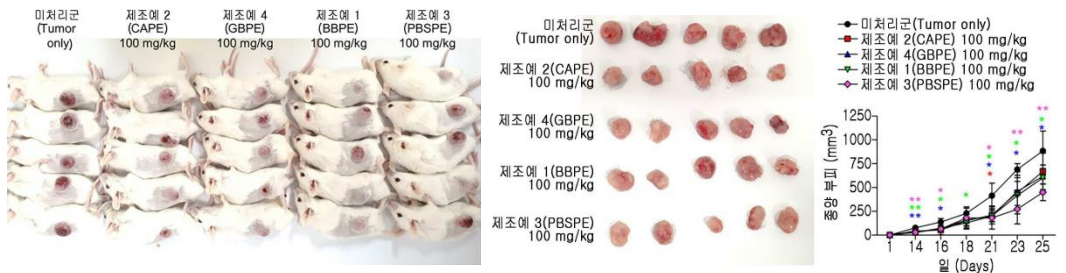 미처리군
(Tumor
only)
제조예 2
(CAPE)
100 mg/kg
제조예 4
(GBPE)
100 mg/kg
제조예 1
(BBPE)
100 mg/kg
제조예 3
(PBSPE)
100 mg/kg
미처리군
(Tumor only)
제조예 2(CAPE)
100 mg/kg
제조예 4(GBPE)
100 mg/kg
제조예 1(BBPE)
100 mg/kg
제조예 3(PBSPE)
100 mg/kg
미처리군(Tumor only)
제조예 2(CAPE) 100 mg/kg
제조예 4(GBPE) 100 mg/kg
제조예 1(BBPE) 100 mg/kg
제조예 3(PBSPE) 100 mg/kg
종양 부피 (mm3)
1250
1000
750
500
250
0
1 14 16 18 21 23 25
일 (Days)